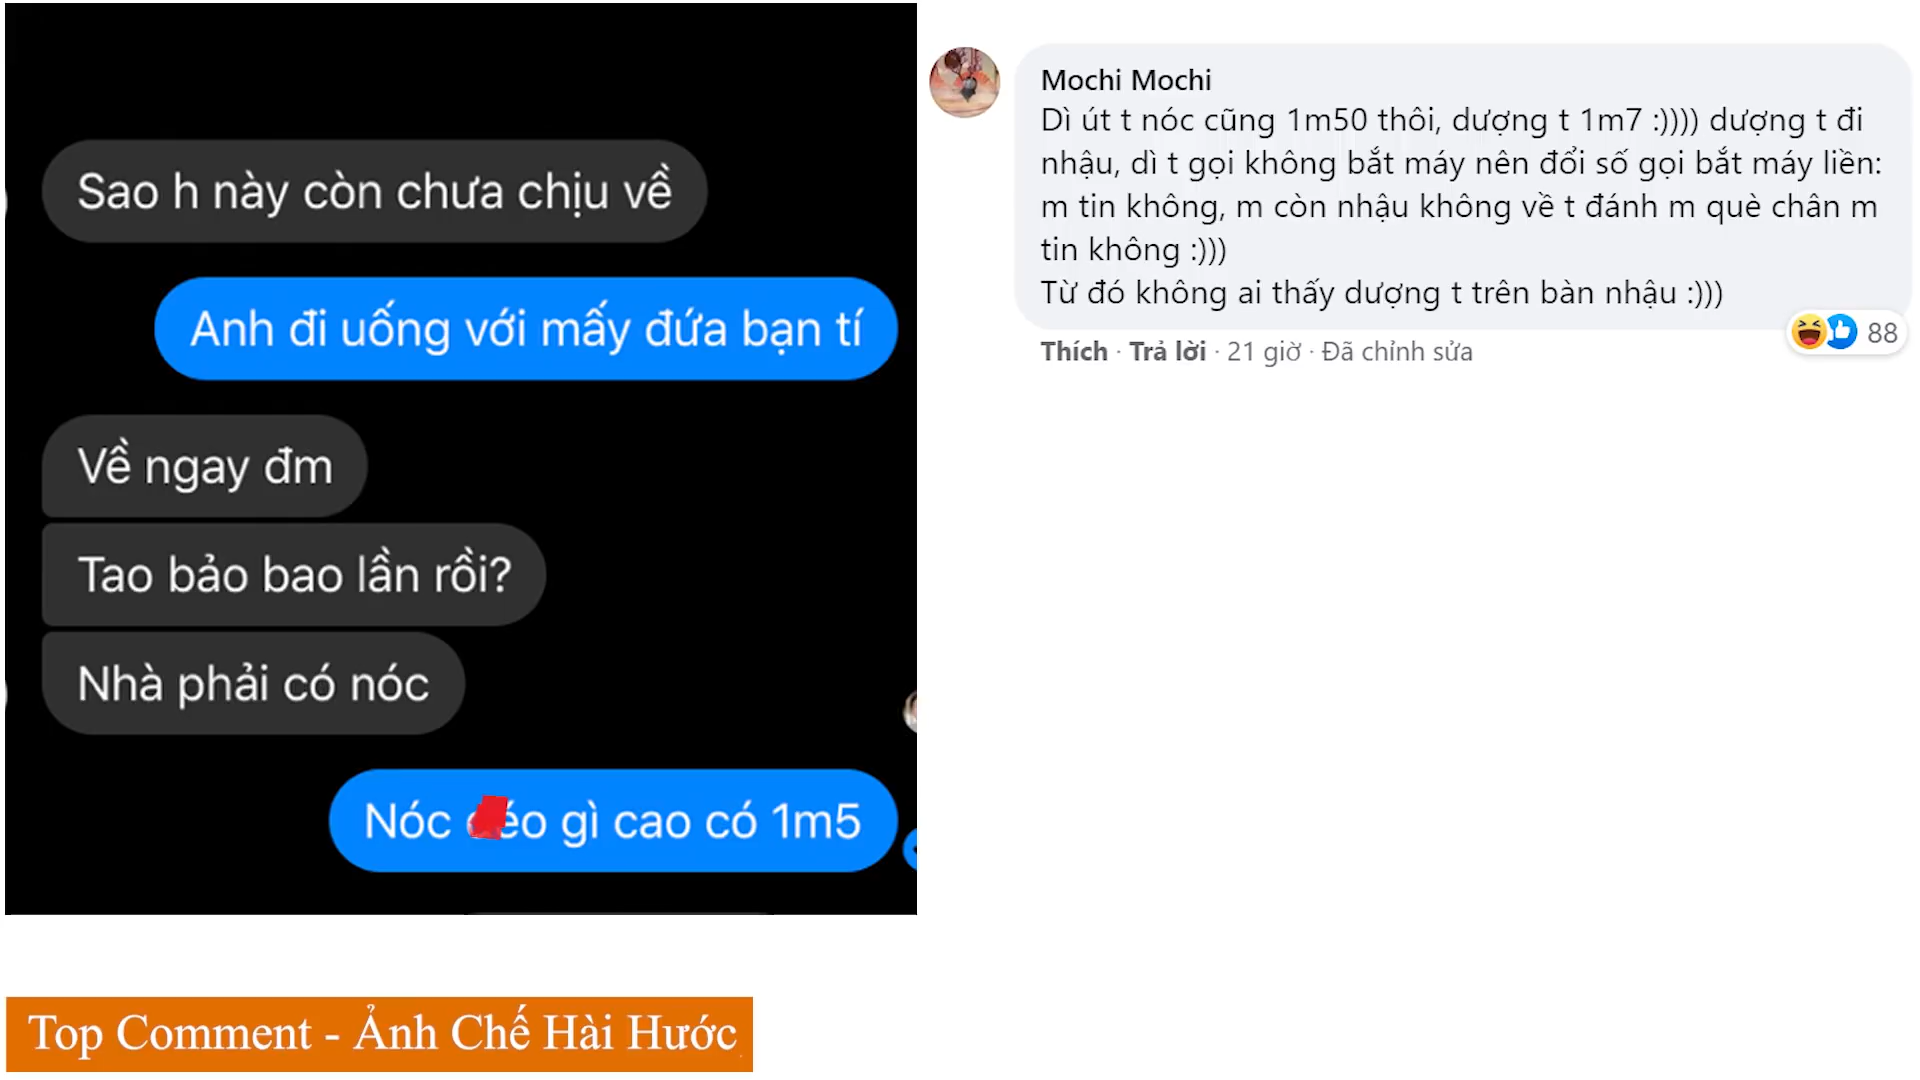 Sao h này còn chưa chịu về
Anh đi uống với mấy đứa bạn tí
Về ngay đm
Tao bảo bao lần rồi?
Nhà phải có nóc
Nóc gì cao có 1m5
Mochi Mochi
Dì út t nóc cũng 1m50 thôi, dượng t 1m7 :)))) dượng t đi
nhậu, dì t gọi không bắt máy nên đổi số gọi bắt máy liền:
m tin không, m còn nhậu không về t đánh m què chân m
tin không :)))
Từ đó không ai thấy dượng t trên bàn nhậu :)))
88
Thích · Trả lời · 21 giờ · Đã chỉnh sửa
Top Comment - Ảnh Chế Hài Hước